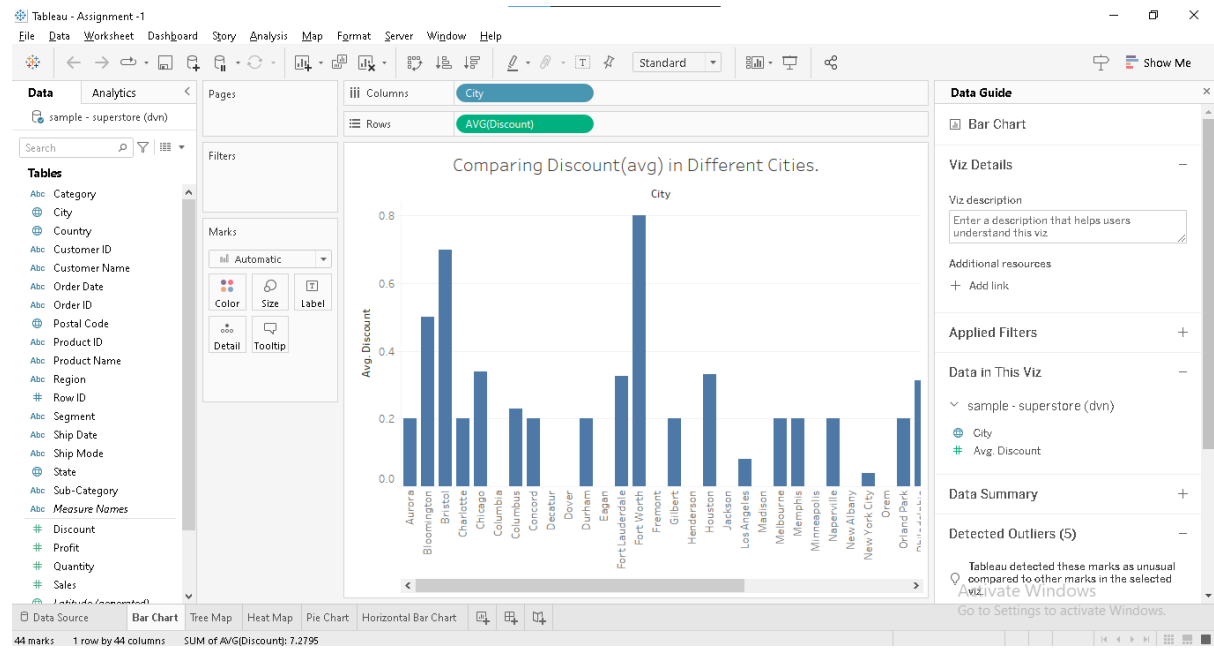 Tableau - Assignment -1
File Data Worksheet Dashboard Story Analysis Map Format Server Window Help
Standard
Show Me
Data Analytics
sample - superstore (dvn)
Search
Tables
Abc Category
City
Country
Abc Customer ID
Abc Customer Name
Abc Order Date
Abc Order ID
Postal Code
Abc Product ID
Abc Product Name
Abc Region
# Row ID
Abc Segment
Abc Ship Date
Abc Ship Mode
State
Abc Sub-Category
Abc Measure Names
# Discount
# Profit
# Quantity
# Sales
Latitude (generated)
Pages
Filters
Marks
Automatic
Color Size Label
Detail Tooltip
Columns City
Rows AVG(Discount)
Comparing Discount(avg) in Different Cities.
City
0.8
0.6
0.4
0.2
0.0
Avg. Discount
Aurora
Bloomington
Bristol
Charlotte
Chicago
Columbia
Columbus
Concord
Decatur
Dover
Durham
Eagan
Fort Lauderdale
Fort Worth
Fremont
Gilbert
Henderson
Houston
Jackson
Los Angeles
Madison
Melbourne
Memphis
Minneapolis
Naperville
New Albany
New York City
Orem
Orland Park
Data Guide
Bar Chart
Viz Details
Viz description
Enter a description that helps users
understand this viz
Additional resources
+ Add link
Applied Filters
Data in This Viz
sample - superstore (dvn)
City
# Avg. Discount
Data Summary
Detected Outliers (5)
Tableau detected these marks as unusual
compared to other marks in the selected
viz.
Activate Windows
Go to Settings to activate Windows.
Data Source Bar Chart Tree Map Heat Map Pie Chart Horizontal Bar Chart
44 marks 1 row by 44 columns SUM of AVG(Discount): 7.2795